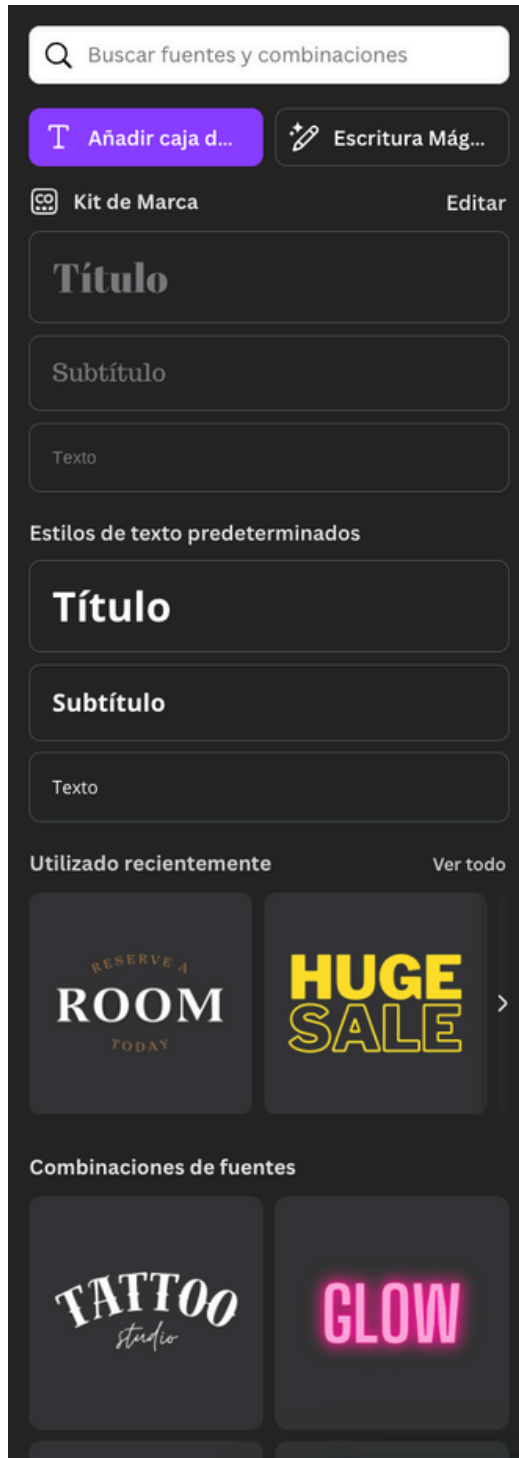 Buscar fuentes y combinaciones
Añadir caja d...
Escritura Mág...
Kit de Marca
Editar
Título
Subtítulo
Texto
Estilos de texto predeterminados
Título
Subtítulo
Texto
Utilizado recientemente
Ver todo
RESERVE A
ROOM
TODAY
HUGE
SALE
Combinaciones de fuentes
TATTOO
studio
GLOW